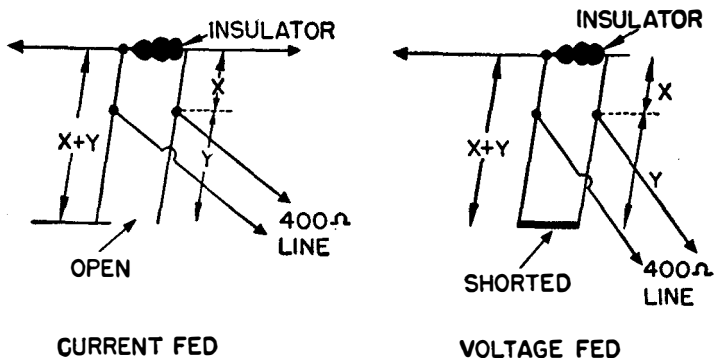 INSULATOR
X
X+Y
Y
400Ω
LINE
OPEN
CURRENT FED
INSULATOR
X
X+Y
Y
400Ω
LINE
SHORTED
VOLTAGE FED